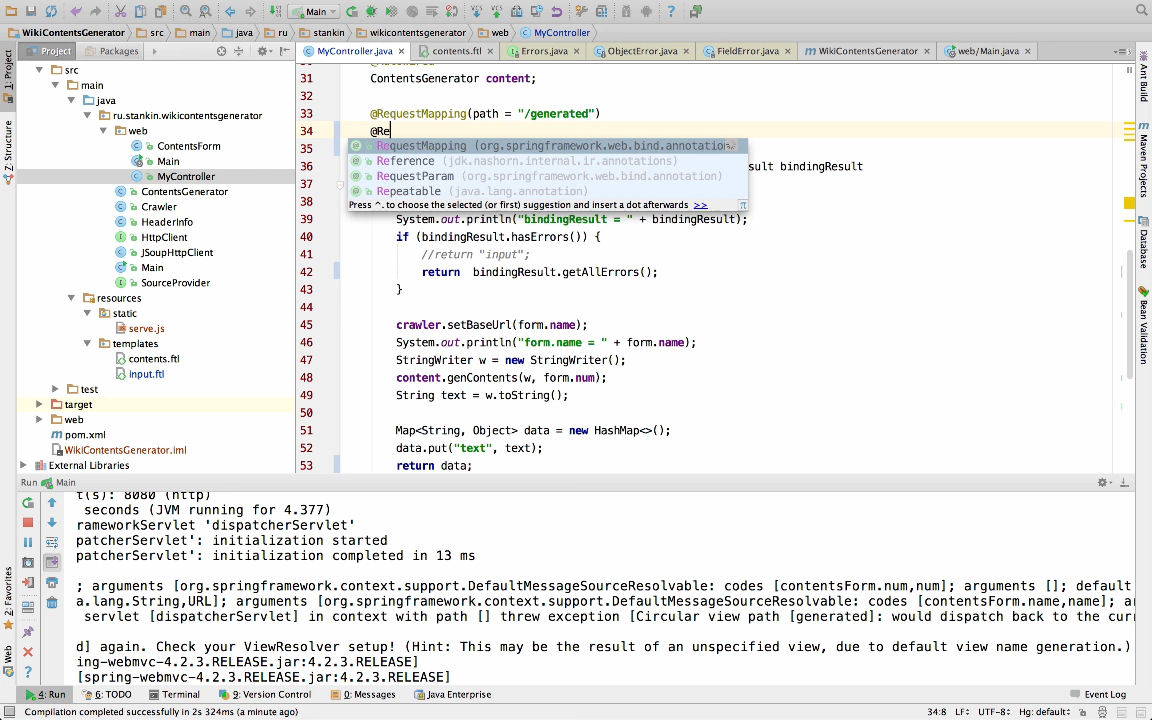 Main
WikiContentsGenerator
src
main
java
ru
stankin
wikicontentsgenerator
web
MyController
1: Project
Z: Structure
2: Favorites
Web
Project
Packages
src
main
java
ru.stankin.wikicontentsgenerator
web
ContentsForm
Main
MyController
ContentsGenerator
Crawler
HeaderInfo
HttpClient
JSoupHttpClient
Main
SourceProvider
resources
static
serve.js
templates
contents.ftl
input.ftl
test
target
web
pom.xml
WikiContentsGenerator.iml
External Libraries
MyController.java
contents.ftl
Errors.java
ObjectError.java
FieldError.java
WikiContentsGenerator
web/Main.java
31 ContentsGenerator content;
32
33 @RequestMapping(path = "/generated")
34 @Re
35
RequestMapping (org.springframework.web.bind.annotation
Reference (jdk.nashorn.internal.ir.annotations)
RequestParam (org.springframework.web.bind.annotation)
Repeatable (java.lang.annotation)
Press ^. to choose the selected (or first) suggestion and insert a dot afterwards >>
36 sult bindingResult
37
38
39 System.out.println("bindingResult = " + bindingResult);
40 if (bindingResult.hasErrors()) {
41 //return "input";
42 return bindingResult.getAllErrors();
43 }
44
45 crawler.setBaseUrl(form.name);
46 System.out.println("form.name = " + form.name);
47 StringWriter w = new StringWriter();
48 content.genContents(w, form.num);
49 String text = w.toString();
50
51 Map<String, Object> data = new HashMap<>();
52 data.put("text", text);
53 return data;
Ant Build
Maven Projects
Database
Bean Validation
Run Main
t(s): 8080 (http)
seconds (JVM running for 4.377)
rameworkServlet 'dispatcherServlet'
patcherServlet': initialization started
patcherServlet': initialization completed in 13 ms
; arguments [org.springframework.context.support.DefaultMessageSourceResolvable: codes [contentsForm.num,num]; arguments []; default
a.lang.String,URL]; arguments [org.springframework.context.support.DefaultMessageSourceResolvable: codes [contentsForm.name,name]; ar
servlet [dispatcherServlet] in context with path [] threw exception [Circular view path [generated]: would dispatch back to the curr
d] again. Check your ViewResolver setup! (Hint: This may be the result of an unspecified view, due to default view name generation.)
ing-webmvc-4.2.3.RELEASE.jar:4.2.3.RELEASE]
[spring-webmvc-4.2.3.RELEASE.jar:4.2.3.RELEASE]
4: Run
6: TODO
Terminal
9: Version Control
0: Messages
Java Enterprise
Event Log
Compilation completed successfully in 2s 324ms (a minute ago)
34:8
LF
UTF-8
Hg: default